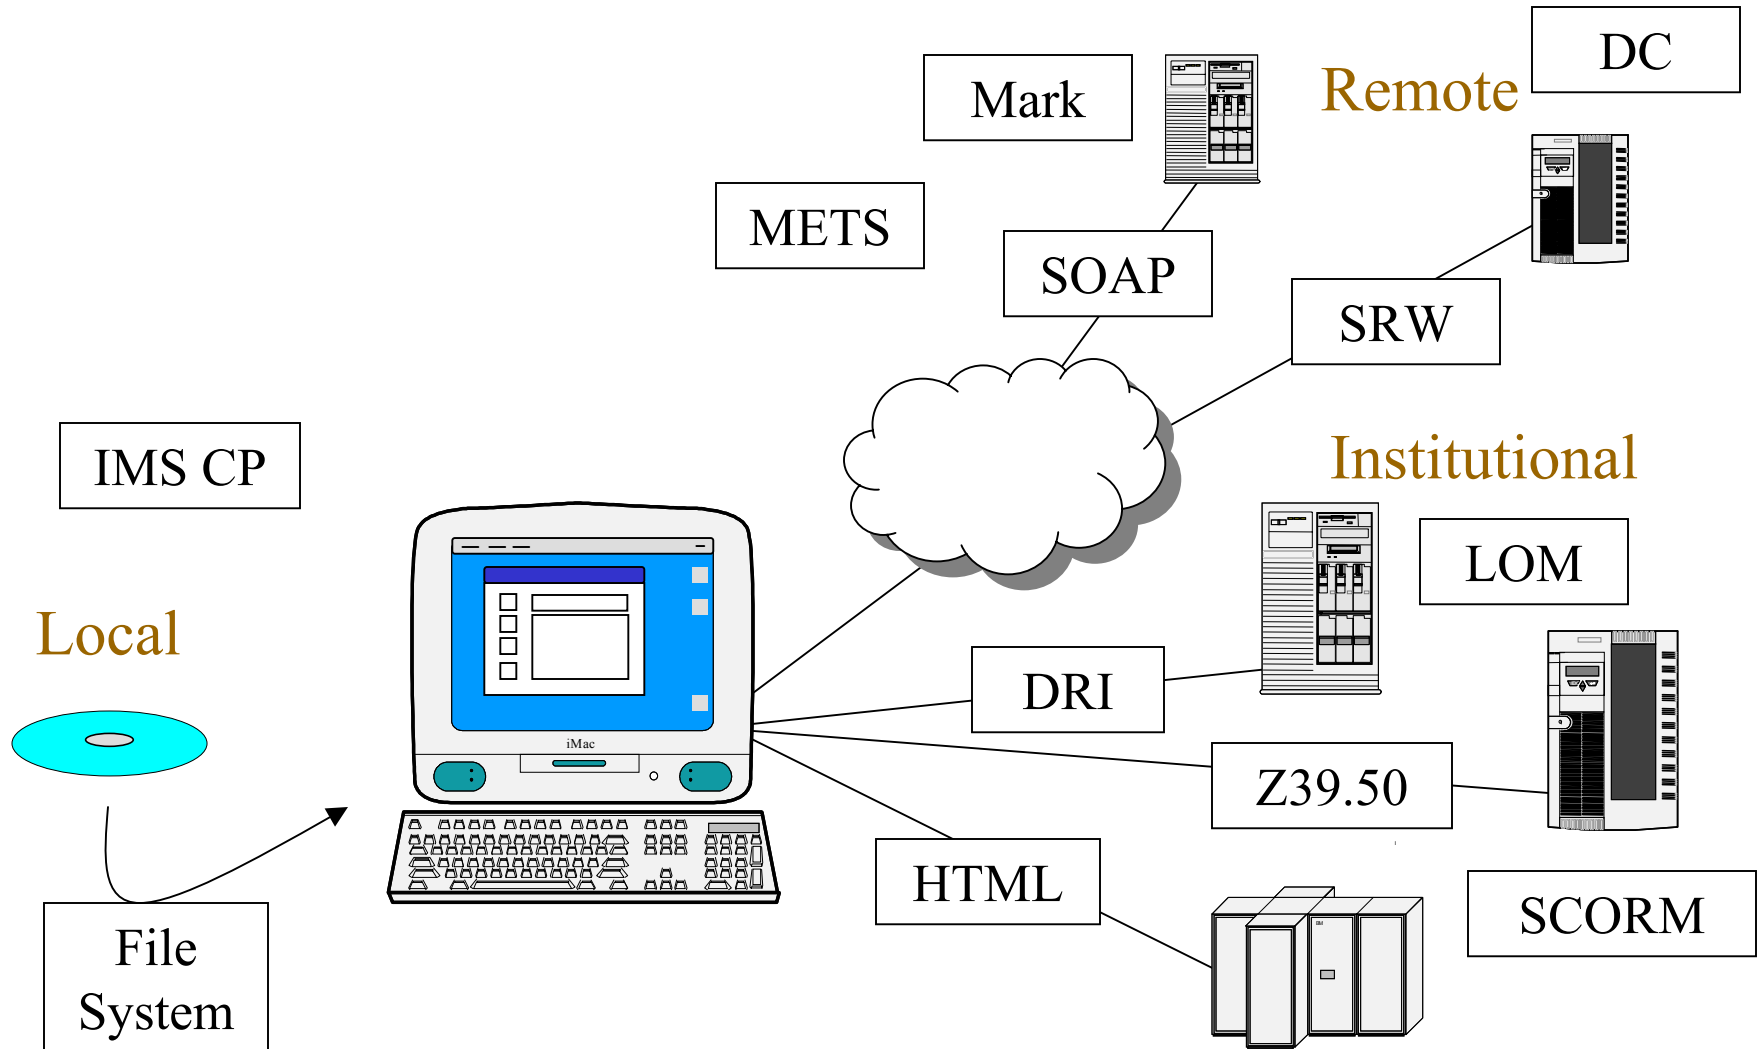 DC
Mark
Remote
METS
SOAP
SRW
IMS CP
Institutional
LOM
Local
DRI
iMac
Z39.50
HTML
SCORM
File
System